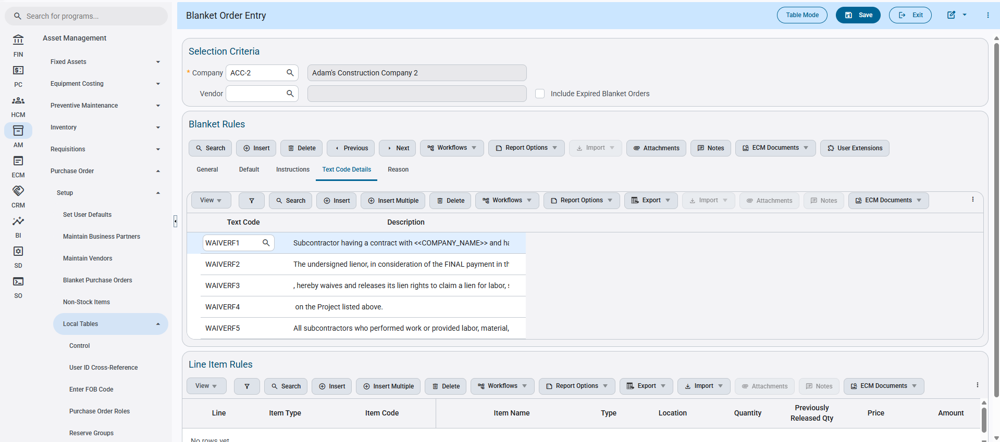 Search for programs...
FIN
PC
HCM
AM
ECM
CRM
BI
SD
SO
Asset Management
Fixed Assets
Equipment Costing
Preventive Maintenance
Inventory
Requisitions
Purchase Order
Setup
Set User Defaults
Maintain Business Partners
Maintain Vendors
Blanket Purchase Orders
Non-Stock Items
Local Tables
Control
User ID Cross-Reference
Enter FOB Code
Purchase Order Roles
Reserve Groups
Blanket Order Entry Table Mode Save Exit
Selection Criteria
* Company ACC-2 Adam's Construction Company 2
Vendor Include Expired Blanket Orders
Blanket Rules
Search Insert Delete Previous Next Workflows Report Options Import Attachments Notes ECM Documents User Extensions
General Default Instructions Text Code Details Reason
View Search Insert Insert Multiple Delete Workflows Report Options Export Import Attachments Notes ECM Documents
Text Code Description
WAIVERF1 Subcontractor having a contract with <<COMPANY_NAME>> and ha
WAIVERF2 The undersigned lienor, in consideration of the FINAL payment in th
WAIVERF3 , hereby waives and releases its lien rights to claim a lien for labor, s
WAIVERF4 on the Project listed above.
WAIVERF5 All subcontractors who performed work or provided labor, material,
Line Item Rules
View Search Insert Insert Multiple Delete Workflows Report Options Export Import Attachments Notes ECM Documents
Line Item Type Item Code Item Name Type Location Quantity Previously Released Qty Price Amount
No rows yet